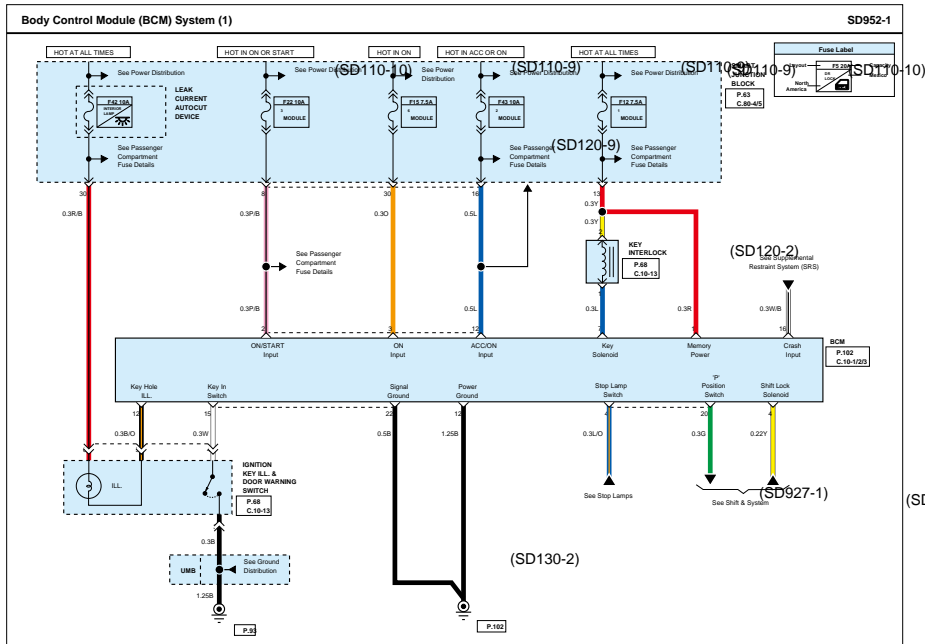 Body Control Module (BCM) System (1)
SD952-1
HOT AT ALL TIMES
HOT IN ON OR START
HOT IN ON
HOT IN ACC OR ON
HOT AT ALL TIMES
Fuse Label
See Power Distribution
See Power Distribution
(SD110-10)
See Power Distribution
(SD110-9)
See Power Distribution
(SD110-9)
F5 20A
(SD110-10)
DR LOCK
North America
Mexico
JUNCTION
BLOCK
P.63
C.80-4/5
LEAK
CURRENT
AUTOCUT
DEVICE
F42 10A
INTERIOR LAMP
F22 10A
MODULE
F15 7.5A
MODULE
F43 10A
MODULE
F12 7.5A
MODULE
See Passenger
Compartment
Fuse Details
See Passenger
Compartment
Fuse Details
(SD120-9)
See Passenger
Compartment
Fuse Details
30
8
30
16
13
0.3R/B
0.3P/B
0.3O
0.5L
0.3Y
0.3Y
2
See Passenger
Compartment
Fuse Details
KEY
INTERLOCK
P.68
C.10-13
(SD120-2)
See Supplemental
Restraint System (SRS)
0.3P/B
0.5L
0.3L
0.3R
0.3W/B
2
3
12
7
1
16
ON/START
Input
ON
Input
ACC/ON
Input
Key
Solenoid
Memory
Power
Crash
Input
BCM
P.102
C.10-1/2/3
Key Hole
ILL.
Key In
Switch
Signal
Ground
Power
Ground
Stop Lamp
Switch
'P'
Position
Switch
Shift Lock
Solenoid
12
15
22
12
4
20
4
0.3B/O
0.3W
0.5B
1.25B
0.3L/O
0.3G
0.22Y
ILL.
IGNITION
KEY ILL. &
DOOR WARNING
SWITCH
P.68
C.10-13
See Stop Lamps
See Shift & System
(SD927-1)
0.3B
UMB
See Ground
Distribution
(SD130-2)
1.25B
P.93
P.102